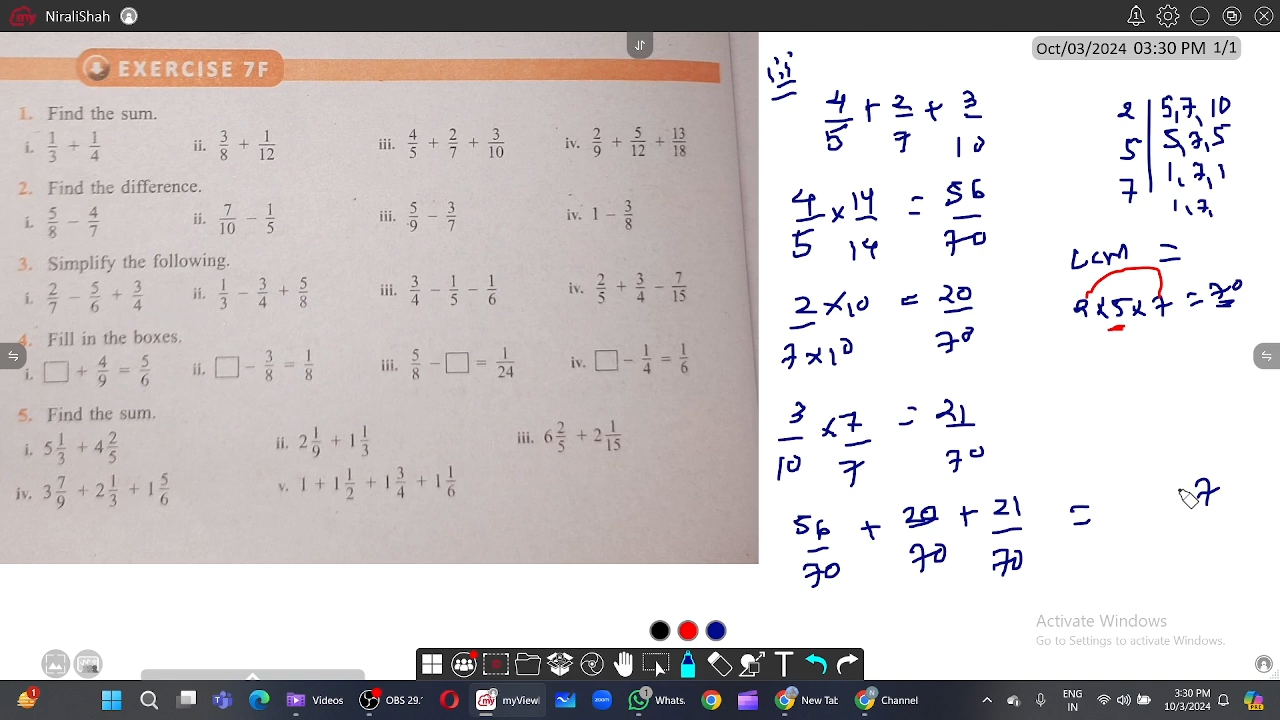 my NiraliShah
Oct/03/2024 03:30 PM 1/1
EXERCISE 7F
1. Find the sum.
i. 1/3 + 1/4 ii. 3/8 + 1/12 iii. 4/5 + 2/7 + 3/10 iv. 2/9 + 5/12 + 13/18
2. Find the difference.
i. 5/8 − 4/7 ii. 7/10 − 1/5 iii. 5/9 − 3/7 iv. 1 − 3/8
3. Simplify the following.
i. 2/7 − 5/6 + 3/4 ii. 1/3 − 3/4 + 5/8 iii. 3/4 − 1/5 − 1/6 iv. 2/5 + 3/4 − 7/15
4. Fill in the boxes.
i. □ + 4/9 = 5/6 ii. □ − 3/8 = 1/8 iii. 5/8 − □ = 1/24 iv. □ − 1/4 = 1/6
5. Find the sum.
i. 5 1/3 + 4 2/5 ii. 2 1/9 + 1 1/3 iii. 6 2/5 + 2 1/15
iv. 3 7/9 + 2 1/3 + 1 5/6 v. 1 + 1 1/2 + 1 3/4 + 1 1/6
iii
4/5 + 2/7 + 3/10
4/5 × 14/14 = 56/70
2×10/7×10 = 20/70
3/10 × 7/7 = 21/70
56/70 + 20/70 + 21/70 = 7
2 | 5, 7, 10
5 | 5, 7, 5
7 | 1, 7, 1
1, 7,
Lcm =
2×5×7 = 70
Activate Windows
Go to Settings to activate Windows.
T
1
Videos
OBS 29.
my myViewl
zoom
1 Whats.
New Tab
N Channel
ENG
IN
3:30 PM
10/3/2024